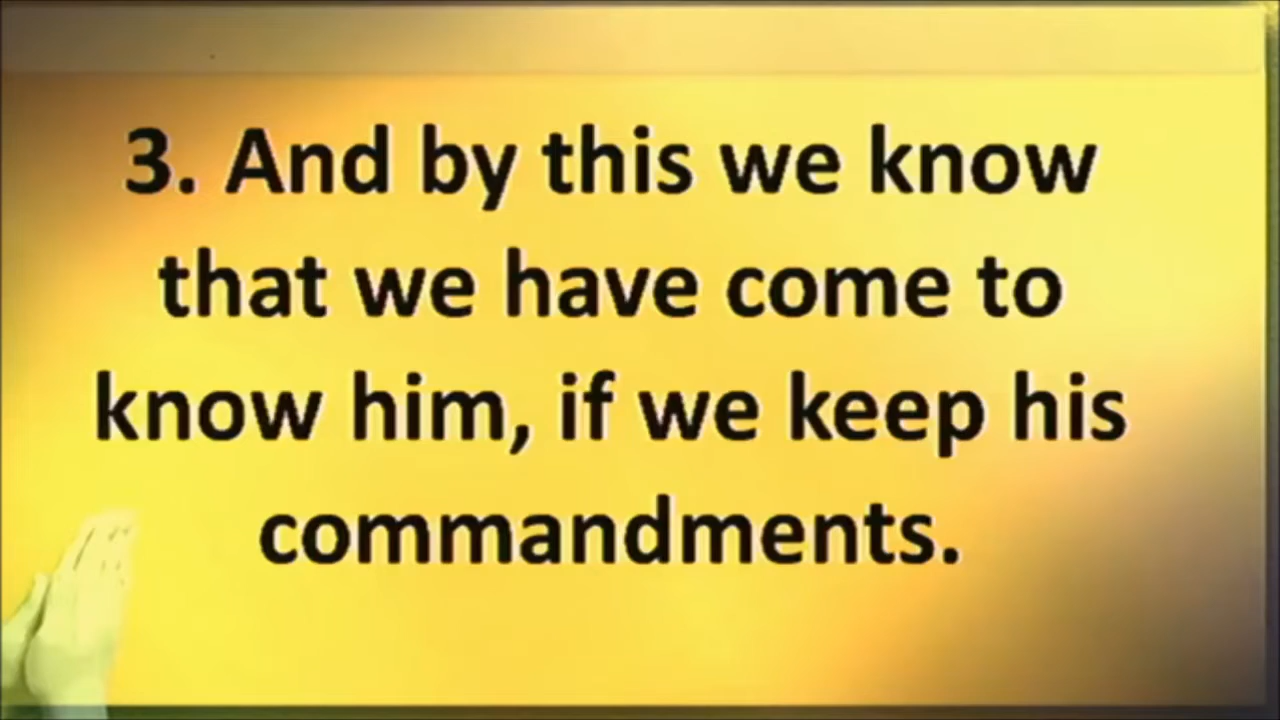 3. And by this we know
that we have come to
know him, if we keep his
commandments.